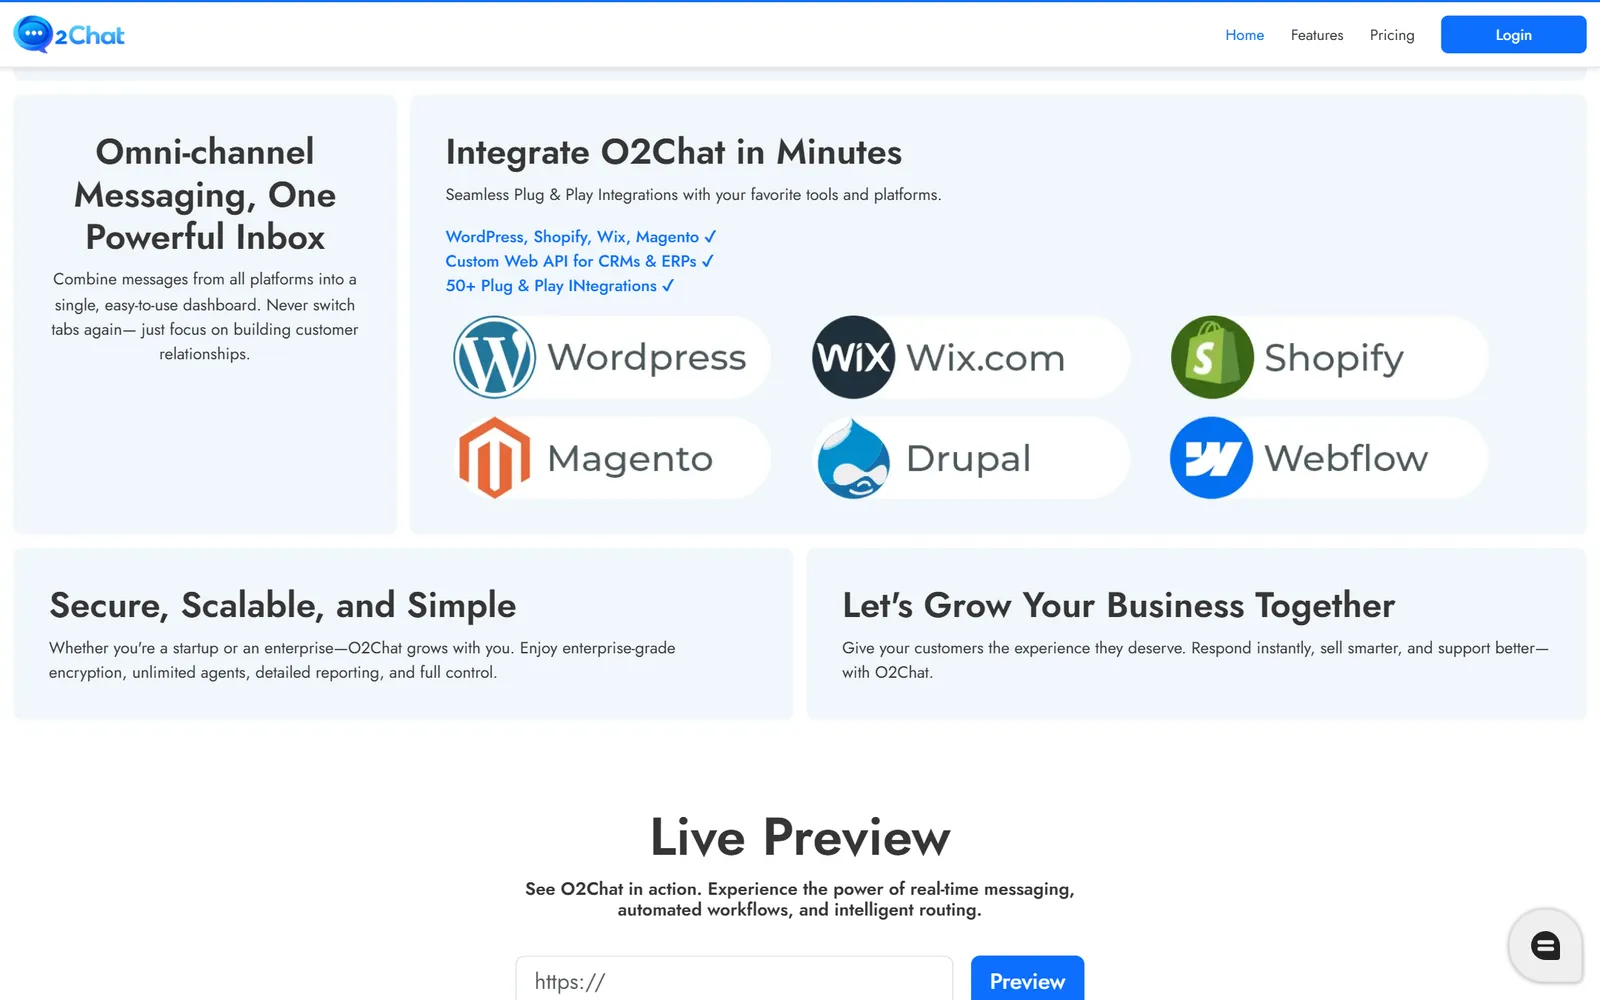 2Chat
Home
Features
Pricing
Login
Omni-channel
Messaging, One
Powerful Inbox
Combine messages from all platforms into a
single, easy-to-use dashboard. Never switch
tabs again— just focus on building customer
relationships.
Integrate O2Chat in Minutes
Seamless Plug & Play Integrations with your favorite tools and platforms.
WordPress, Shopify, Wix, Magento ✓
Custom Web API for CRMs & ERPs ✓
50+ Plug & Play INtegrations ✓
Wordpress
WiX Wix.com
Shopify
Magento
Drupal
Webflow
Secure, Scalable, and Simple
Whether you're a startup or an enterprise—O2Chat grows with you. Enjoy enterprise-grade
encryption, unlimited agents, detailed reporting, and full control.
Let's Grow Your Business Together
Give your customers the experience they deserve. Respond instantly, sell smarter, and support better—
with O2Chat.
Live Preview
See O2Chat in action. Experience the power of real-time messaging,
automated workflows, and intelligent routing.
https://
Preview